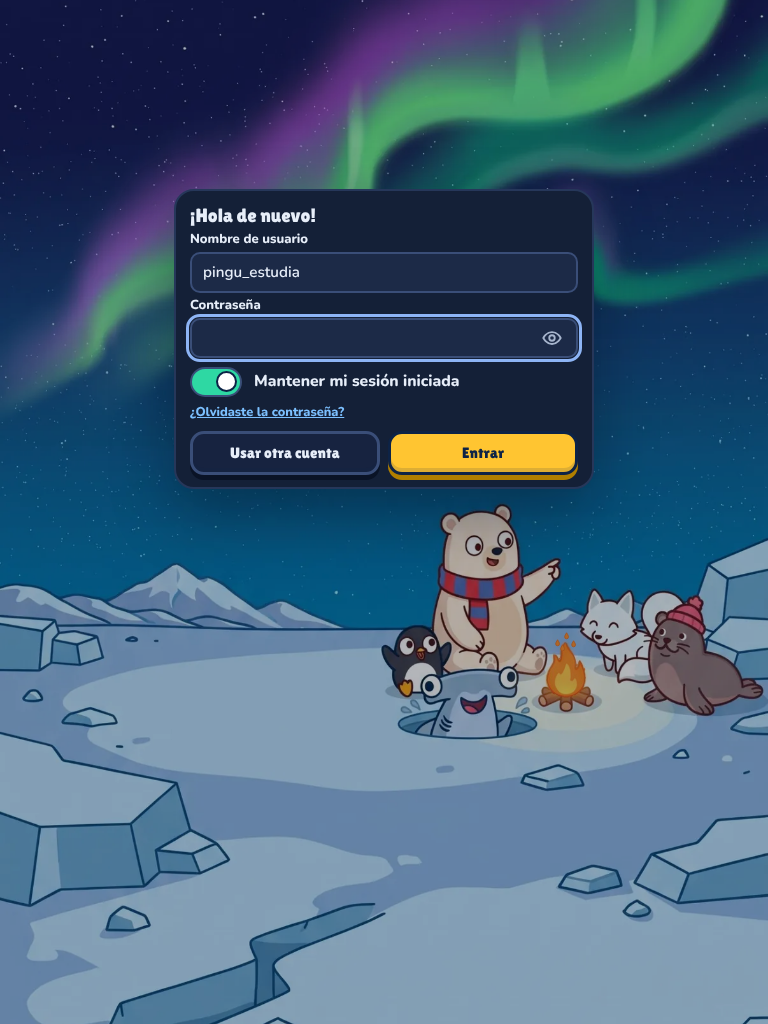 ¡Hola de nuevo!
Nombre de usuario
pingu_estudia
Contraseña
Mantener mi sesión iniciada
¿Olvidaste la contraseña?
Usar otra cuenta
Entrar